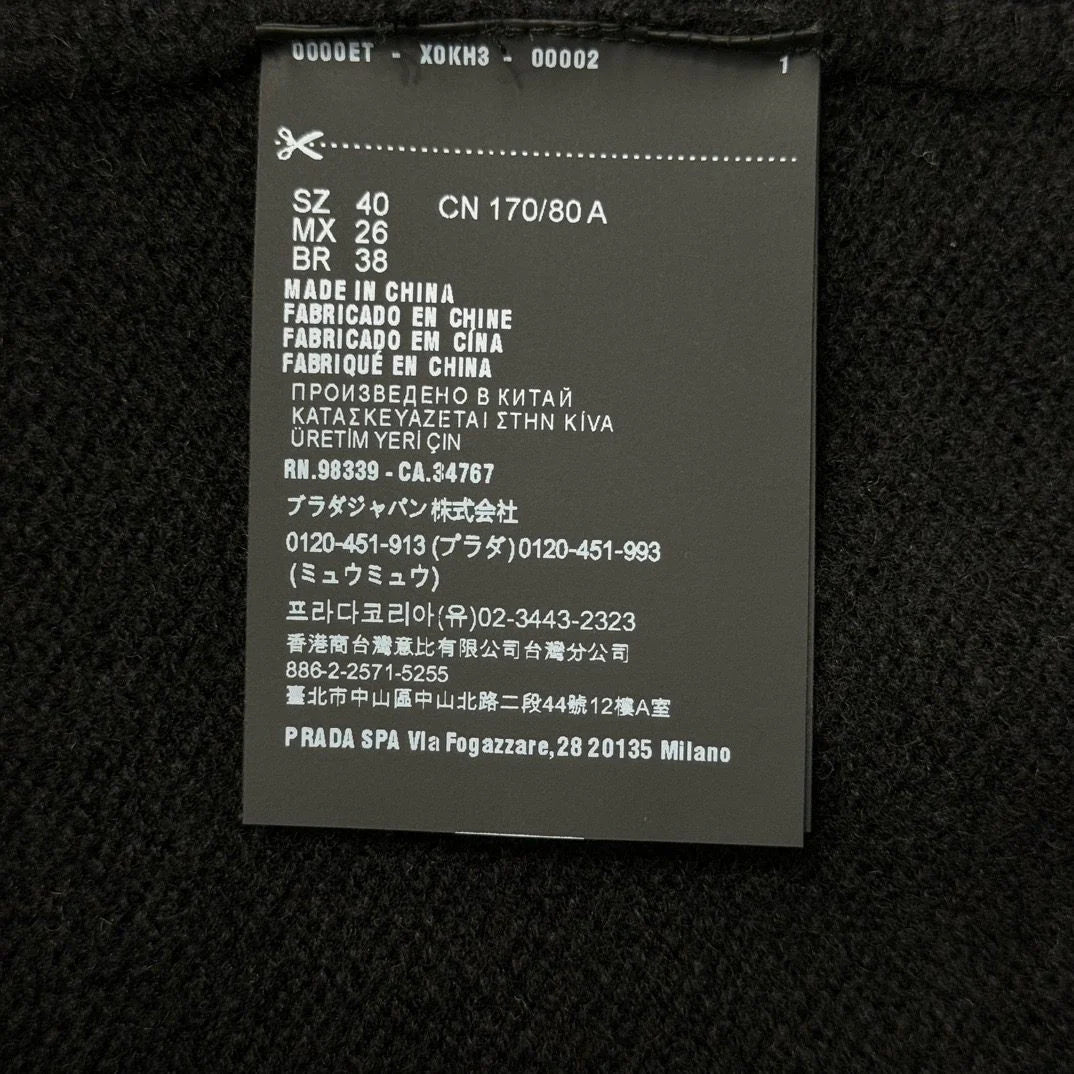 0000ET - X0KH3 - 00002 1
SZ 40 CN 170/80 A
MX 26
BR 38
MADE IN CHINA
FABRICADO EN CHINE
FABRICADO EM CÍNA
FABRIQUÉ EN CHINA
ПРОИЗВЕДЕНО В КИТАЙ
ΚΑΤΑΣΚΕΥΑΖΕΤΑΙ ΣΤΗΝ ΚÍVΑ
ÜRETİM YERİ ÇIN
RN.98339 - CA.34767
プラダジャパン株式会社
0120-451-913 (プラダ) 0120-451-993
(ミュウミュウ)
프라다코리아(유)02-3443-2323
香港商台灣意比有限公司台灣分公司
886-2-2571-5255
臺北市中山區中山北路二段44號12樓A室
PRADA SPA VIa Fogazzare,28 20135 Milano